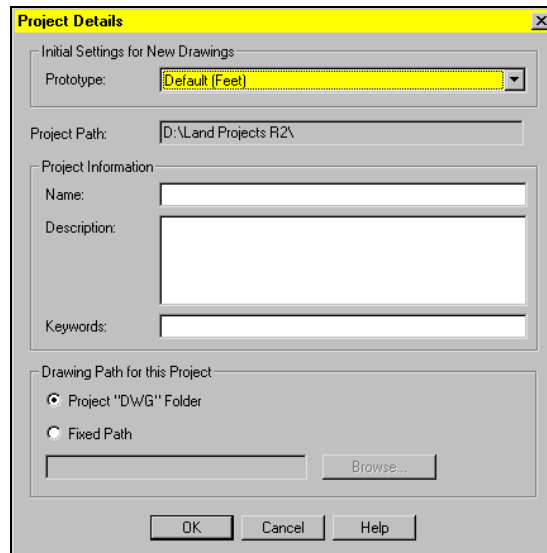 Project Details
Initial Settings for New Drawings
Prototype: Default (Feet)
Project Path: D:\Land Projects R2\
Project Information
Name:
Description:
Keywords:
Drawing Path for this Project
Project "DWG" Folder
Fixed Path
Browse...
OK Cancel Help